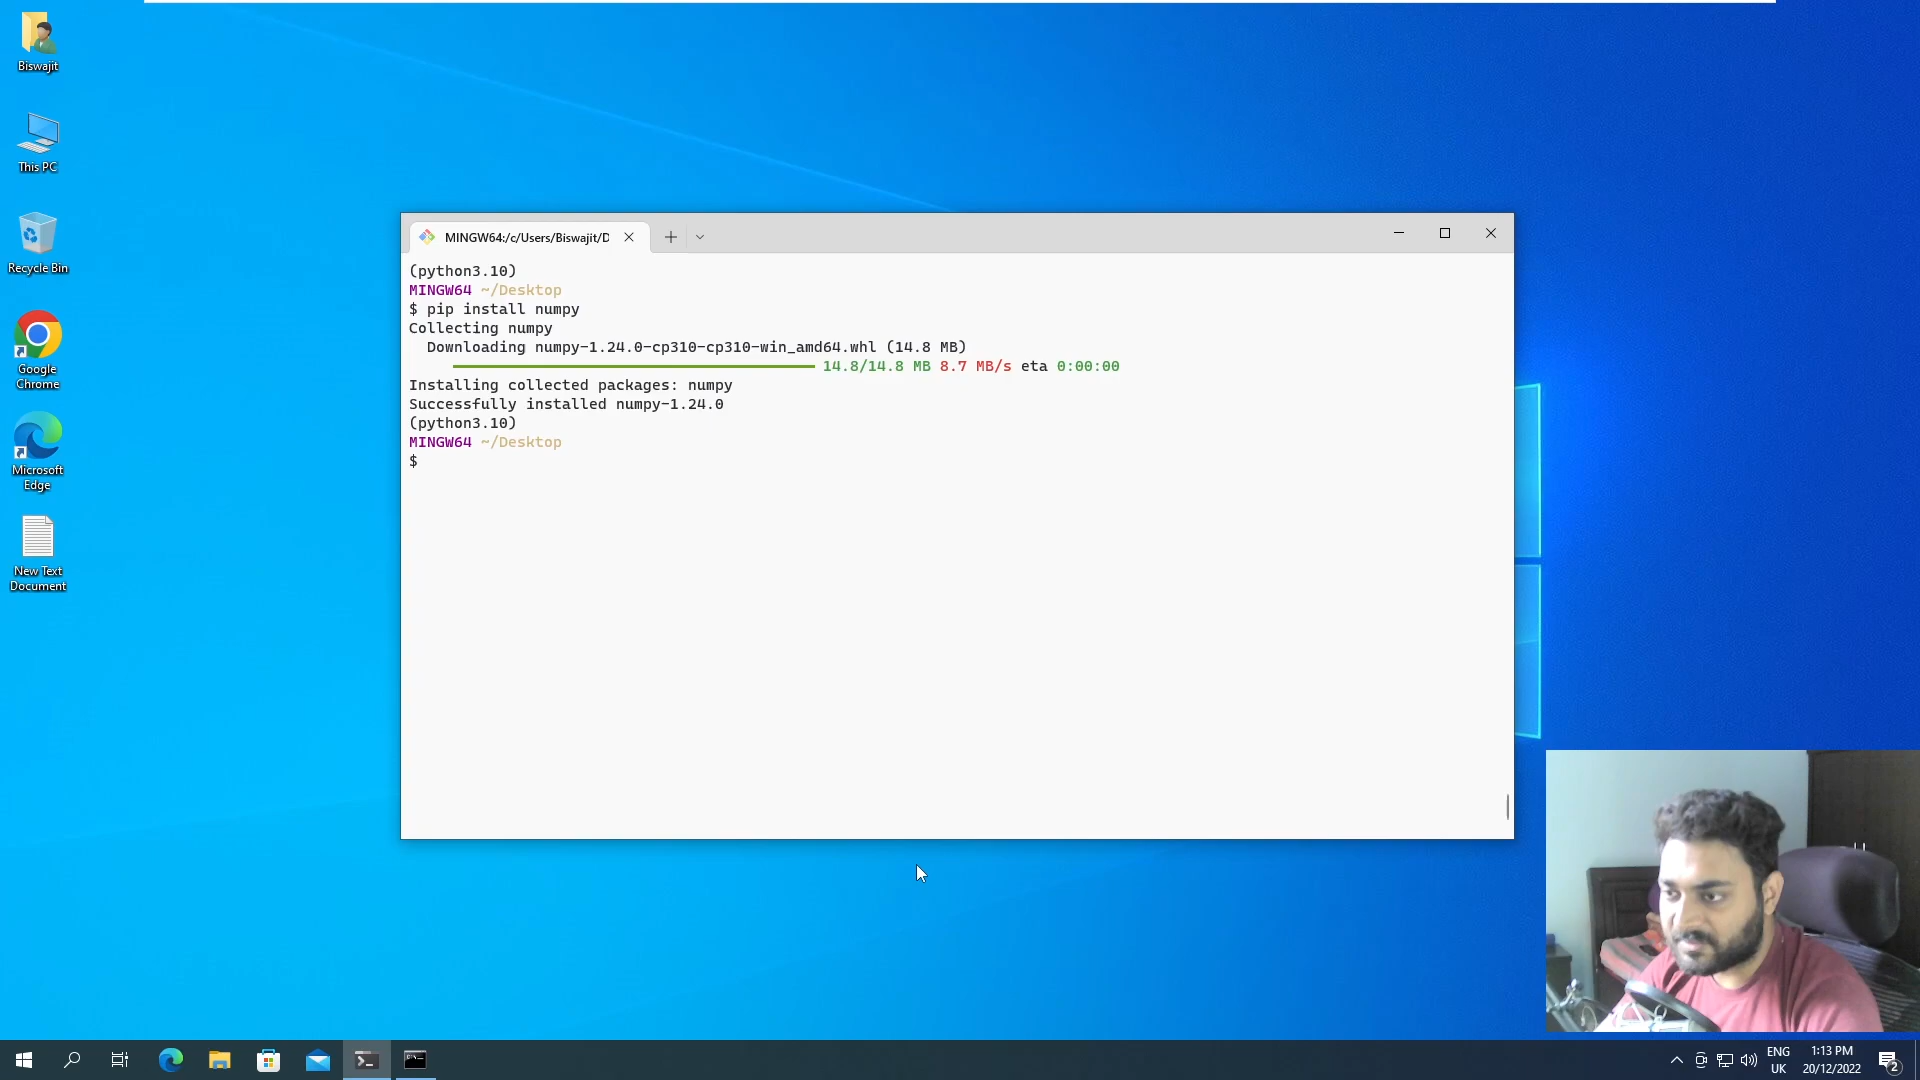 Biswajit
This PC
Recycle Bin
Google
Chrome
Microsoft
Edge
New Text
Document
MINGW64:/c/Users/Biswajit/D
(python3.10)
MINGW64 ~/Desktop
$ pip install numpy
Collecting numpy
Downloading numpy-1.24.0-cp310-cp310-win_amd64.whl (14.8 MB)
14.8/14.8 MB 8.7 MB/s eta 0:00:00
Installing collected packages: numpy
Successfully installed numpy-1.24.0
(python3.10)
MINGW64 ~/Desktop
$
ENG
UK
1:13 PM
20/12/2022
2